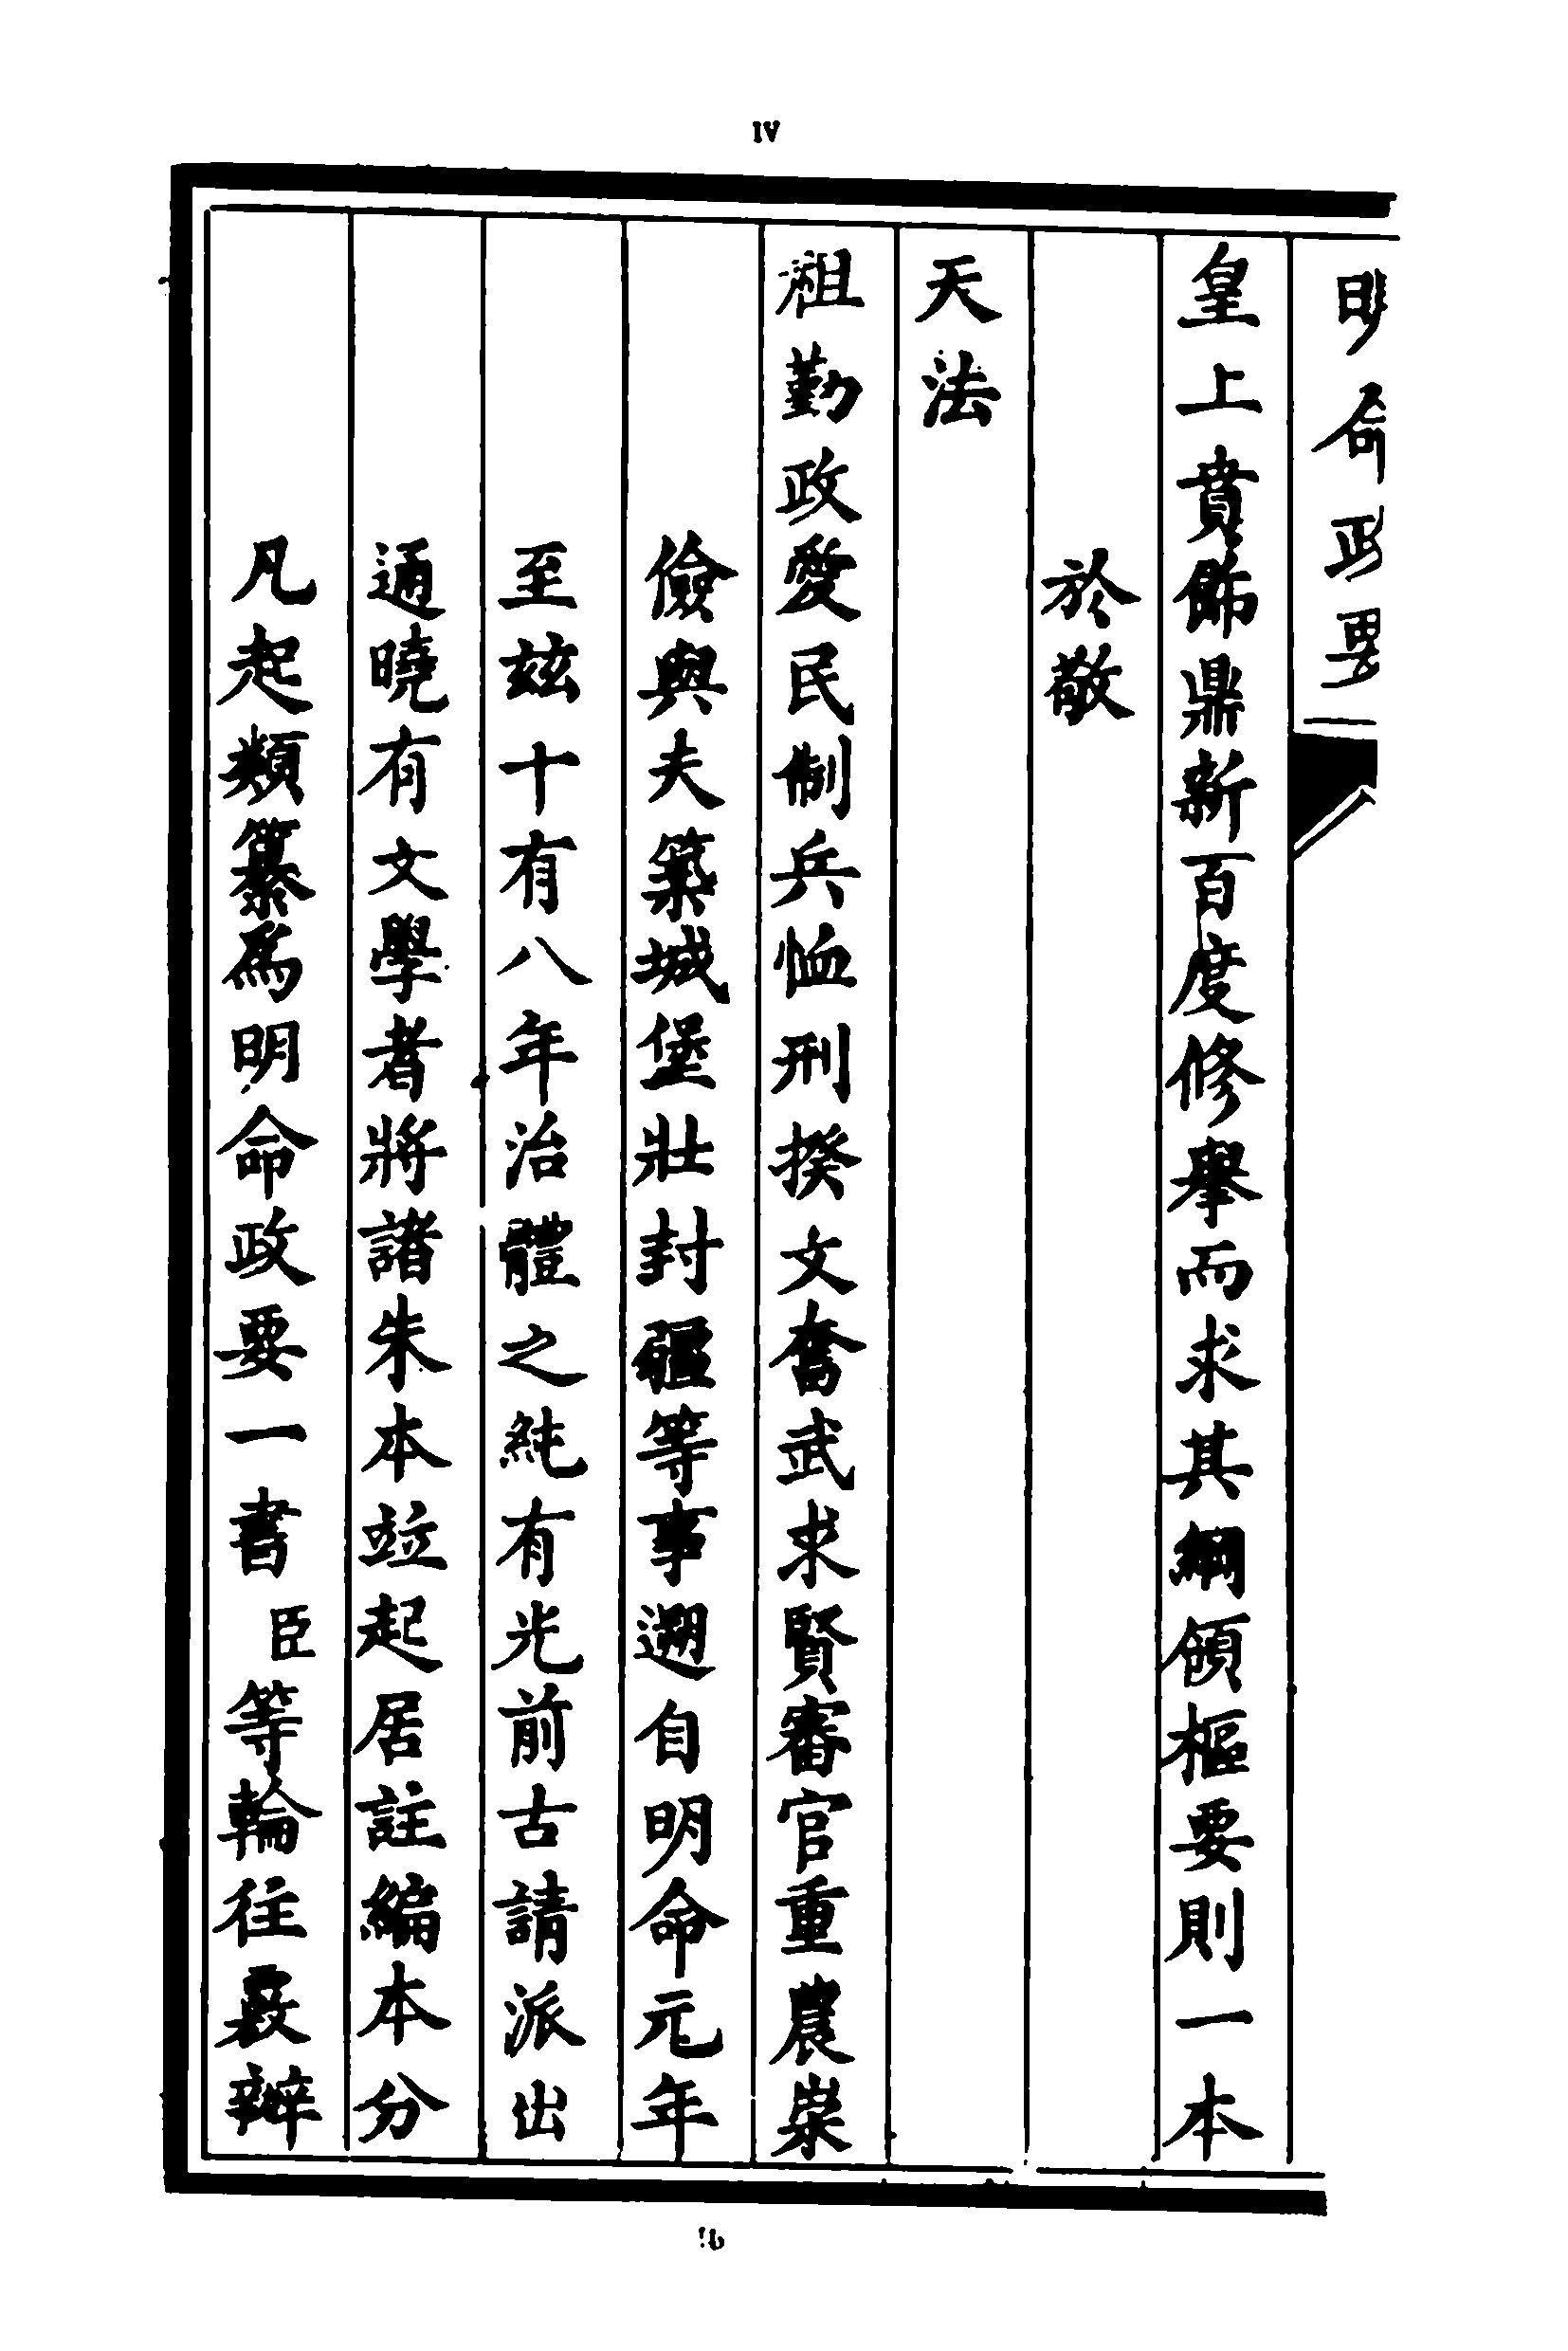 IV
明命政要
皇上賁飾鼎新百度修舉而求其綱領樞要則一本
於敬
天法
祖勤政愛民制兵恤刑揆文奮武求賢審官重農崇
儉與夫築城堡壯封疆等事遡自明命元年
至玆十有八年治體之純有光前古請派出
通曉有文學者將諸朱本竝起居註編本分
凡起類纂爲明命政要一書臣等輪往覈辦
1b